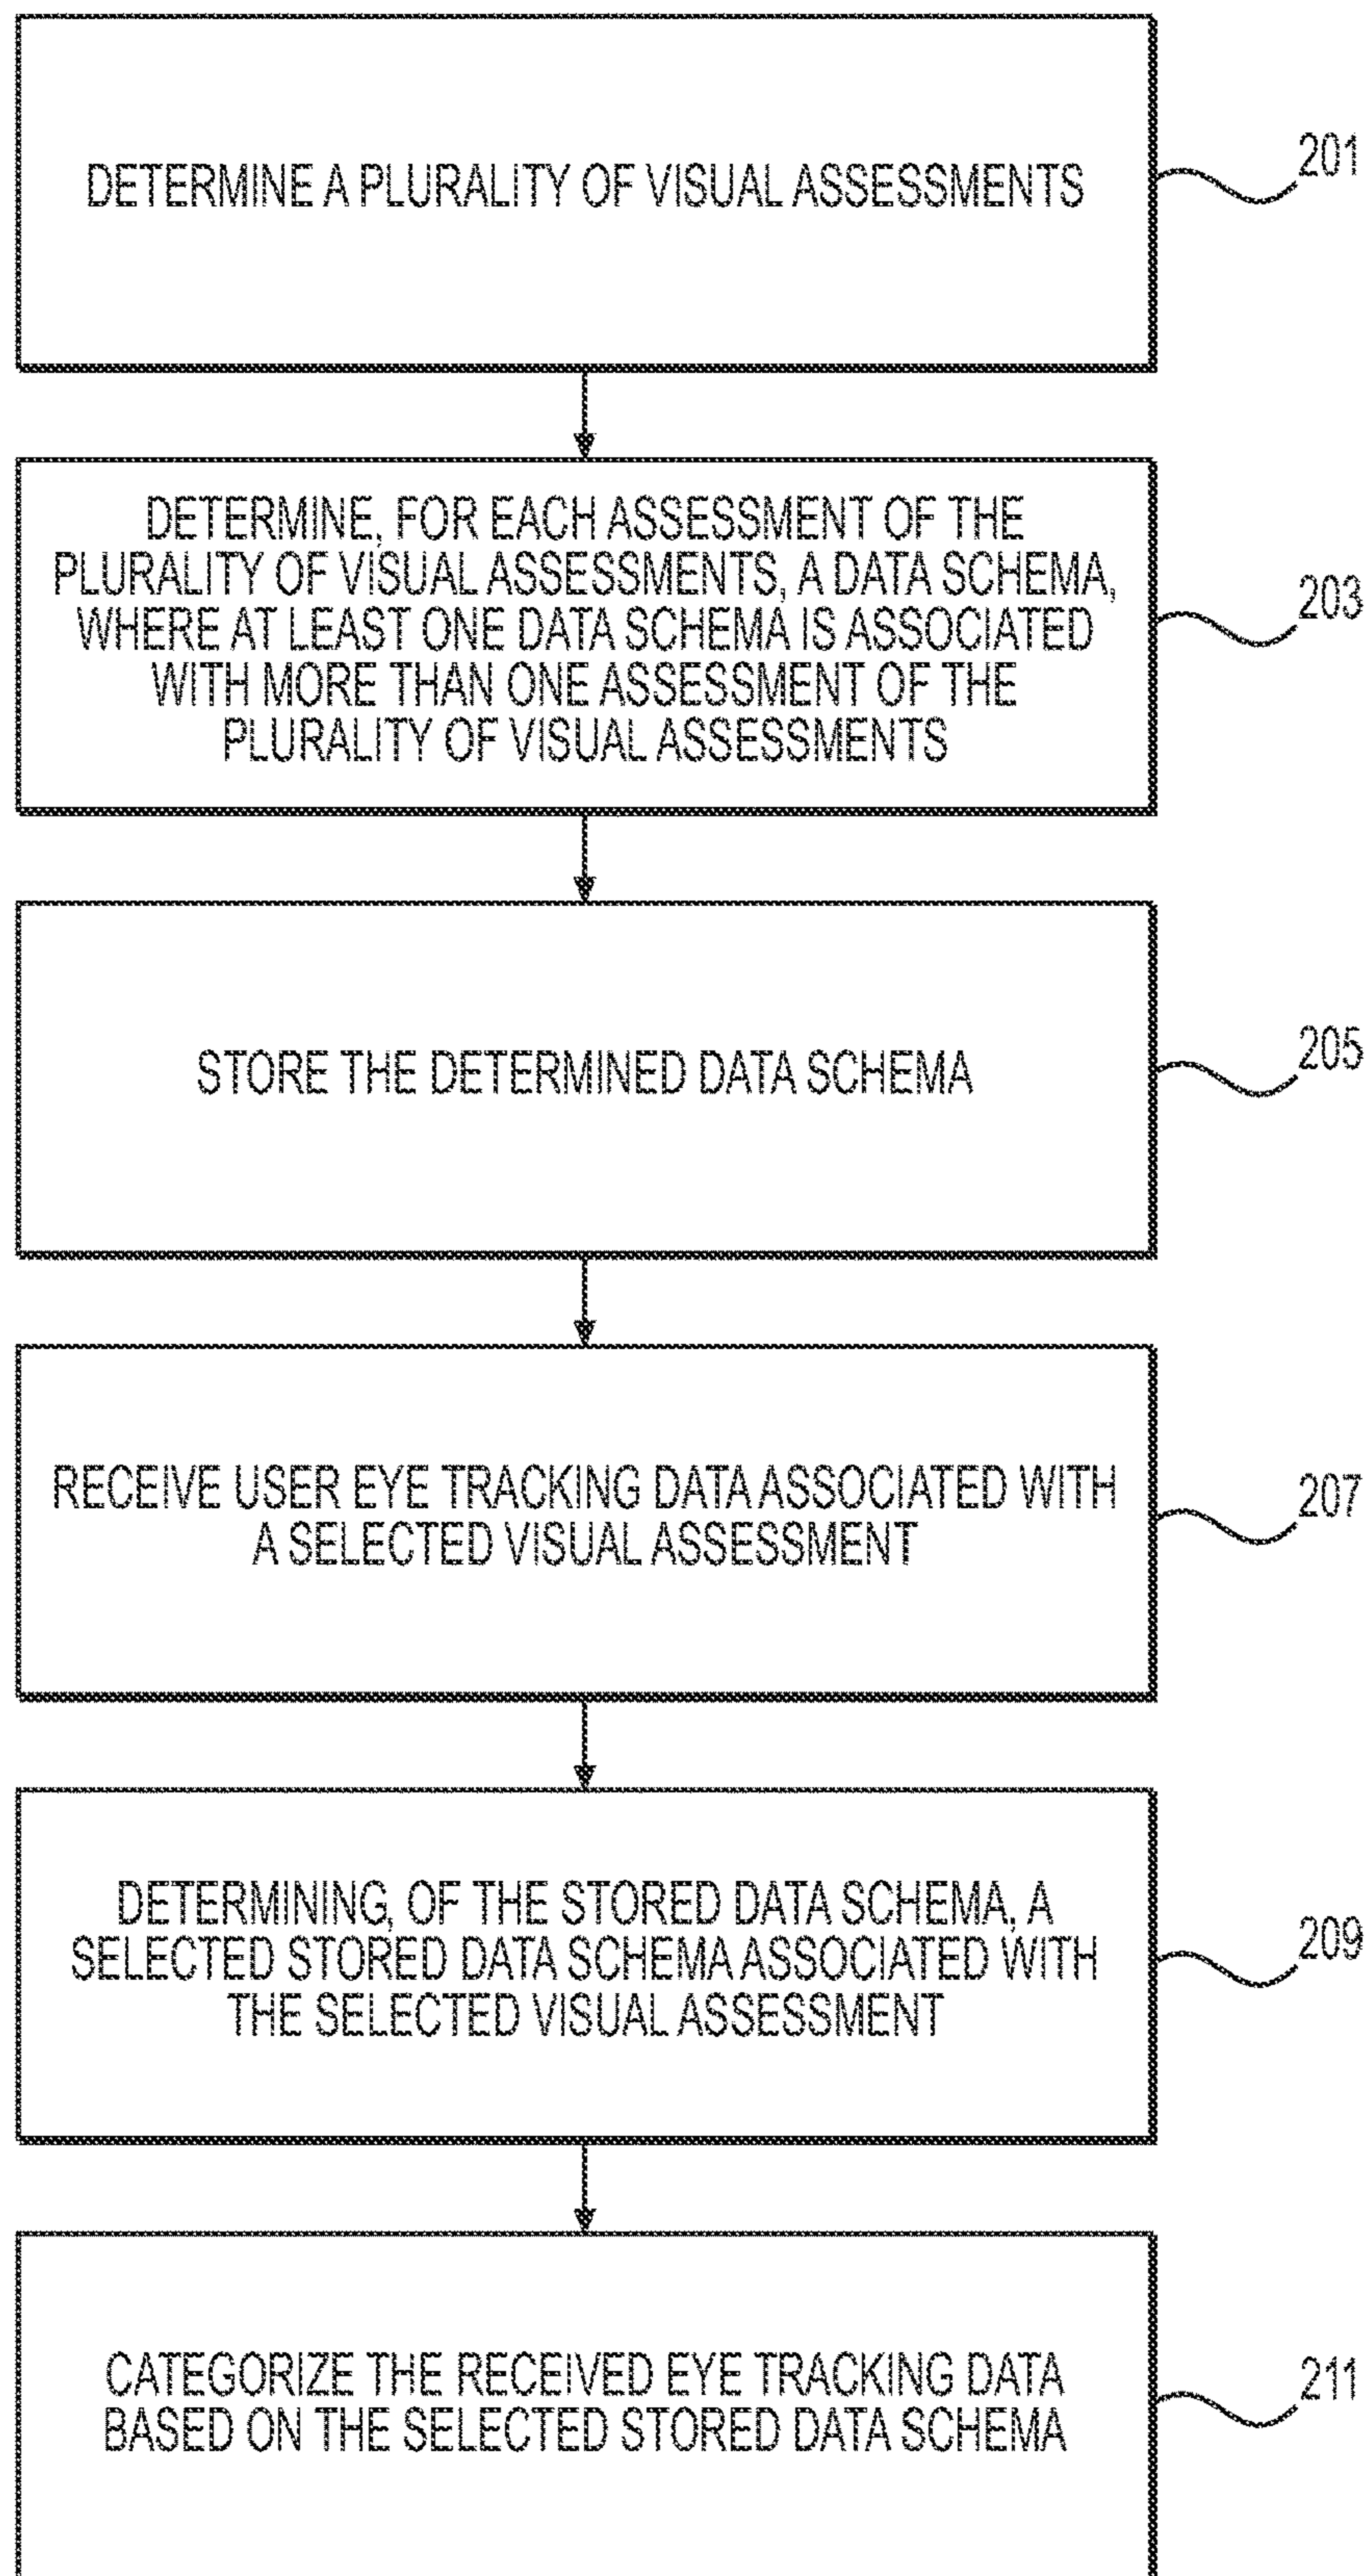 DETERMINE A PLURALITY OF VISUAL ASSESSMENTS
201
DETERMINE, FOR EACH ASSESSMENT OF THE
PLURALITY OF VISUAL ASSESSMENTS, A DATA SCHEMA,
WHERE AT LEAST ONE DATA SCHEMA IS ASSOCIATED
WITH MORE THAN ONE ASSESSMENT OF THE
PLURALITY OF VISUAL ASSESSMENTS
203
STORE THE DETERMINED DATA SCHEMA
205
RECEIVE USER EYE TRACKING DATA ASSOCIATED WITH
A SELECTED VISUAL ASSESSMENT
207
DETERMINING, OF THE STORED DATA SCHEMA, A
SELECTED STORED DATA SCHEMA ASSOCIATED WITH
THE SELECTED VISUAL ASSESSMENT
209
CATEGORIZE THE RECEIVED EYE TRACKING DATA
BASED ON THE SELECTED STORED DATA SCHEMA
211